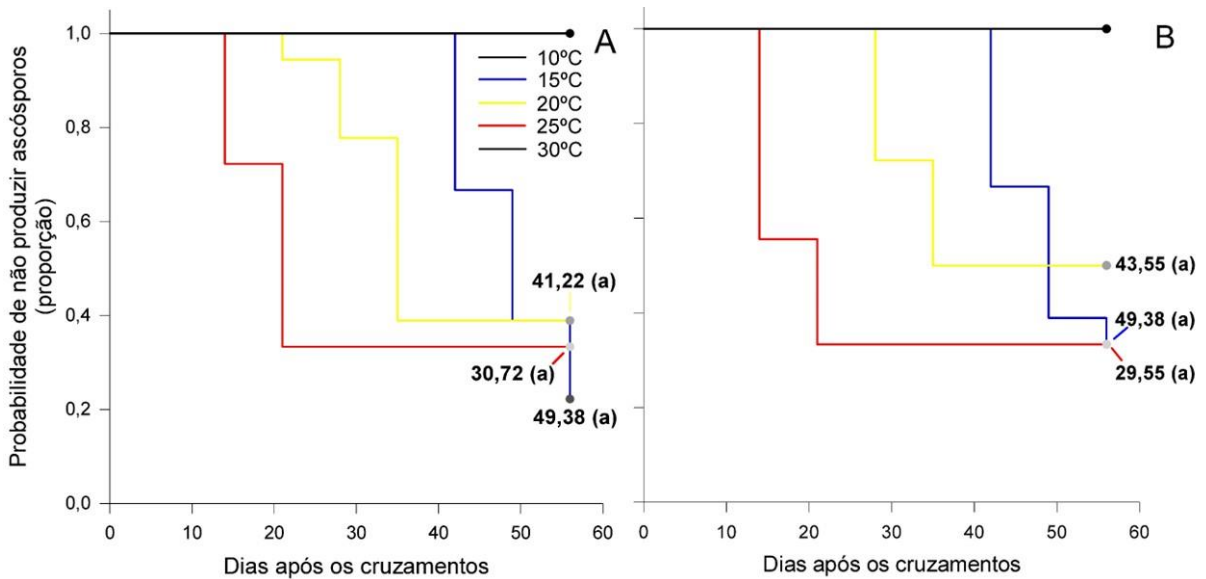 Probabilidade de não produzir ascósporos
(proporção)
1,0
0,8
0,6
0,4
0,2
0,0
A
10ºC
15ºC
20ºC
25ºC
30ºC
41,22 (a)
30,72 (a)
49,38 (a)
0 10 20 30 40 50 60
Dias após os cruzamentos
B
43,55 (a)
49,38 (a)
29,55 (a)
0 10 20 30 40 50 60
Dias após os cruzamentos